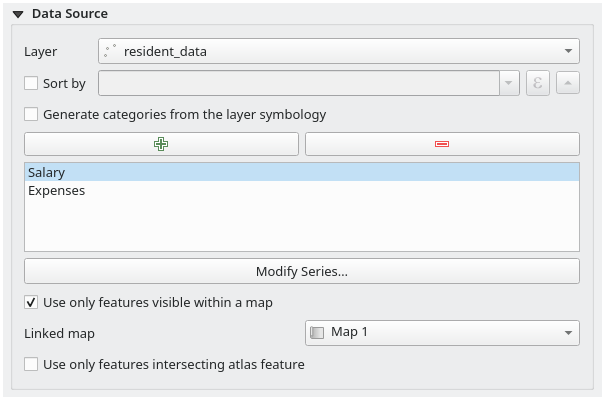 Data Source
Layer resident_data
Sort by ε
Generate categories from the layer symbology
Salary
Expenses
Modify Series...
Use only features visible within a map
Linked map Map 1
Use only features intersecting atlas feature